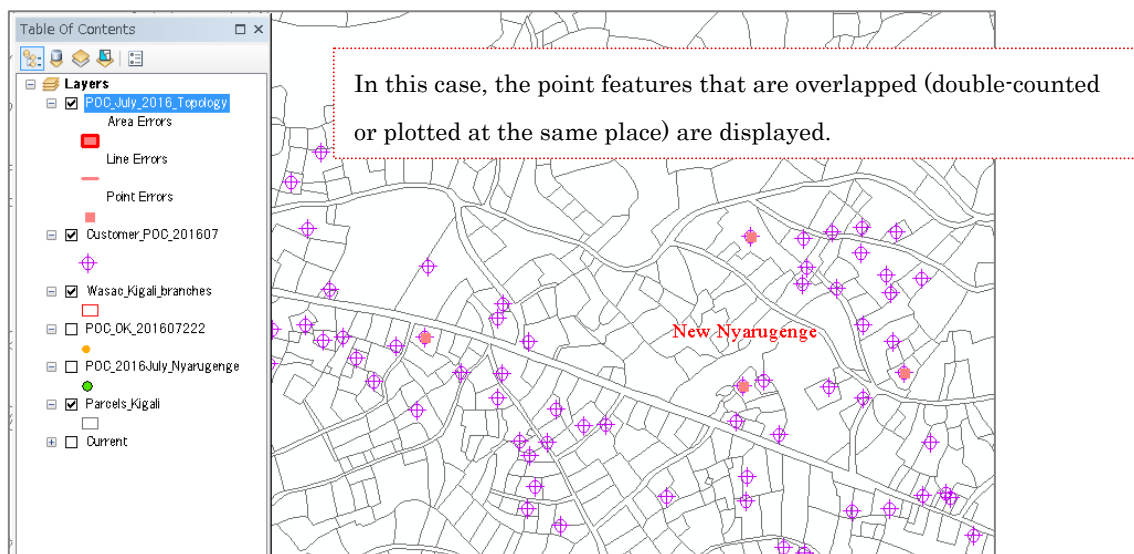 Table Of Contents
Layers
POC_July_2016_Topology
Area Errors
Line Errors
Point Errors
Customer_POC_201607
Wasac_Kigali_branches
POC_OK_201607222
POC_2016July_Nyarugenge
Parcels_Kigali
Current
In this case, the point features that are overlapped (double-counted
or plotted at the same place) are displayed.
New Nyarugenge